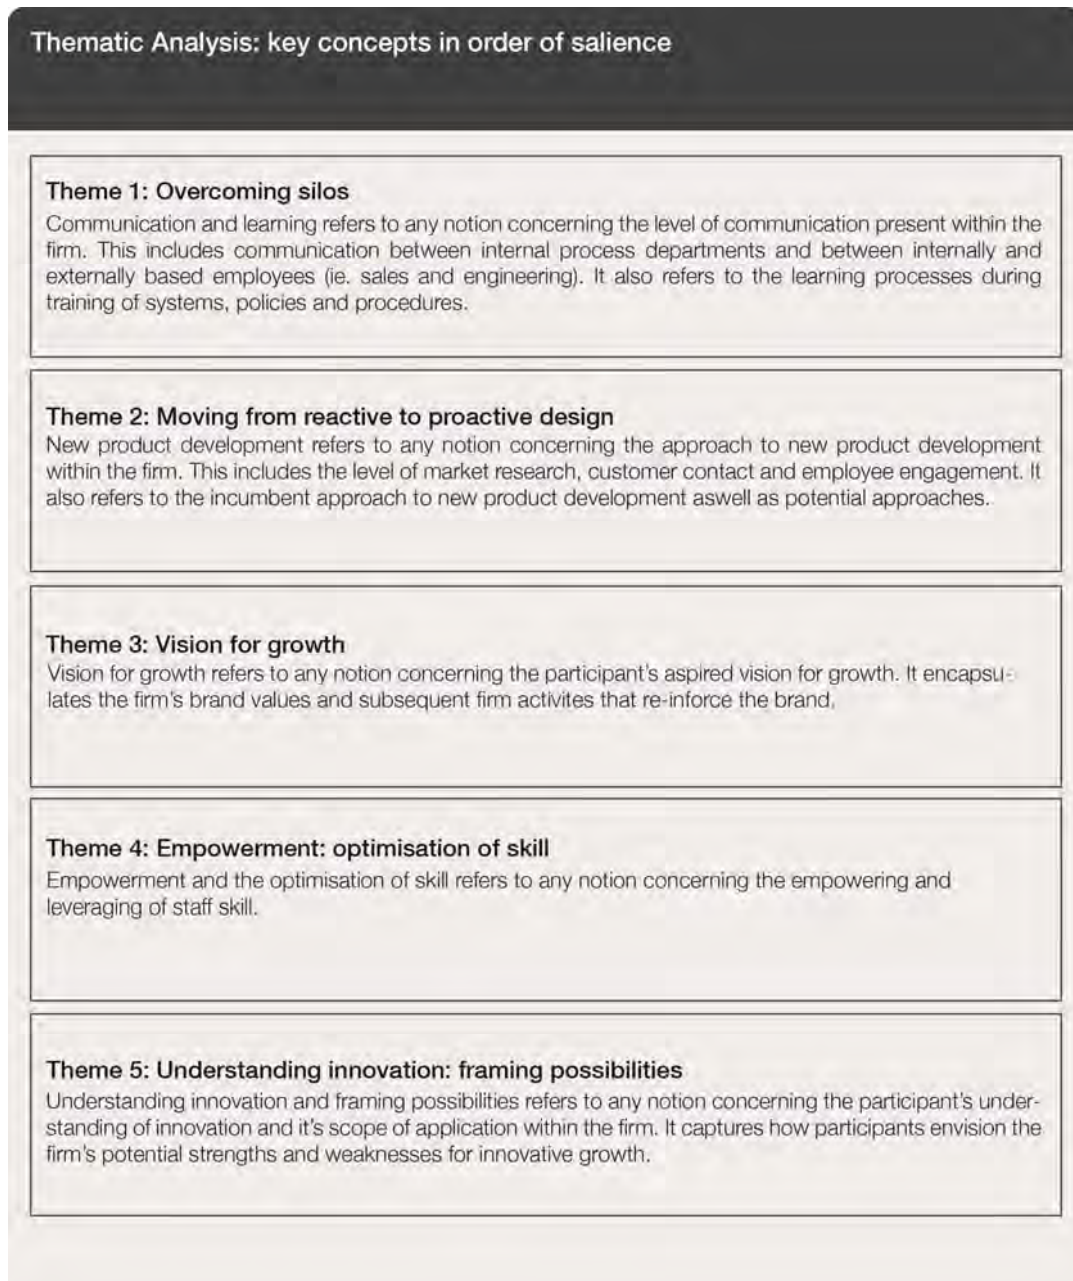 Thematic Analysis: key concepts in order of salience
Theme 1: Overcoming silos
Communication and learning refers to any notion concerning the level of communication present within the
firm. This includes communication between internal process departments and between internally and
externally based employees (ie. sales and engineering). It also refers to the learning processes during
training of systems, policies and procedures.
Theme 2: Moving from reactive to proactive design
New product development refers to any notion concerning the approach to new product development
within the firm. This includes the level of market research, customer contact and employee engagement. It
also refers to the incumbent approach to new product development aswell as potential approaches.
Theme 3: Vision for growth
Vision for growth refers to any notion concerning the participant's aspired vision for growth. It encapsu-
lates the firm's brand values and subsequent firm activites that re-inforce the brand.
Theme 4: Empowerment: optimisation of skill
Empowerment and the optimisation of skill refers to any notion concerning the empowering and
leveraging of staff skill.
Theme 5: Understanding innovation: framing possibilities
Understanding innovation and framing possibilities refers to any notion concerning the participant's under-
standing of innovation and it's scope of application within the firm. It captures how participants envision the
firm's potential strengths and weaknesses for innovative growth.